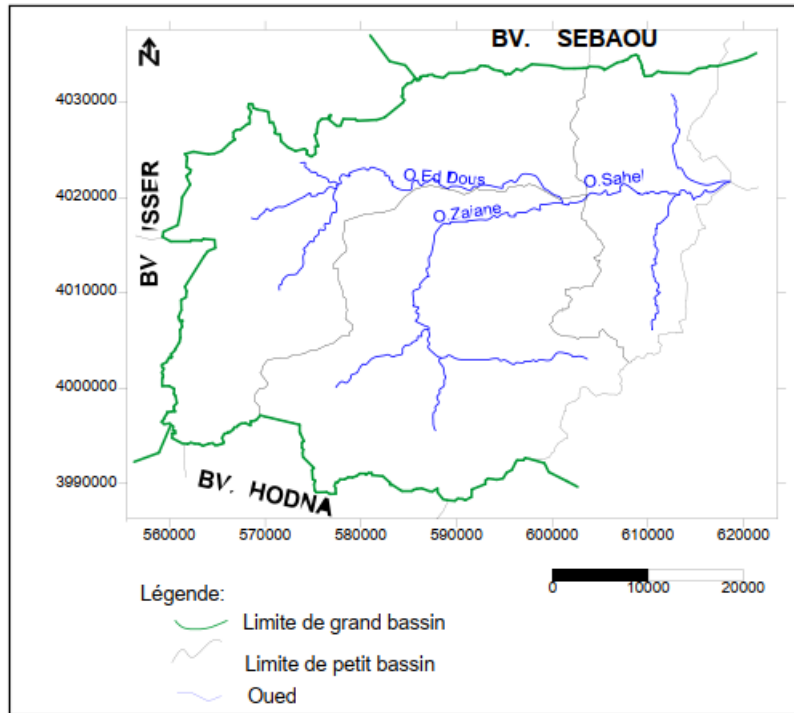 BV. SEBAOU
N
4030000
4020000
4010000
4000000
3990000
BV. ISSER
O.Ed Dous
O.Sahel
O.Zaiane
BV. HODNA
560000 570000 580000 590000 600000 610000 620000
0 10000 20000
Légende:
Limite de grand bassin
Limite de petit bassin
Oued